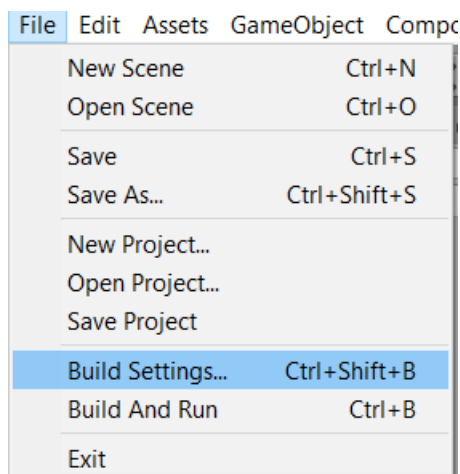 File Edit Assets GameObject Compo
New Scene Ctrl+N
Open Scene Ctrl+O
Save Ctrl+S
Save As... Ctrl+Shift+S
New Project...
Open Project...
Save Project
Build Settings... Ctrl+Shift+B
Build And Run Ctrl+B
Exit